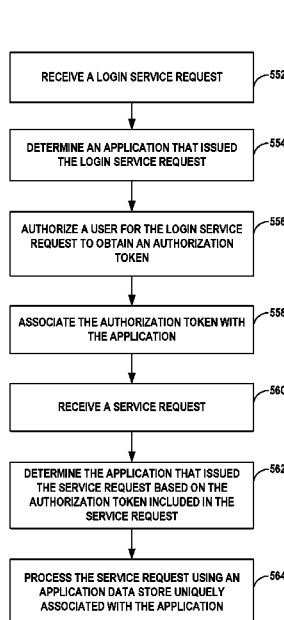 RECEIVE A LOGIN SERVICE REQUEST
552
DETERMINE AN APPLICATION THAT ISSUED
THE LOGIN SERVICE REQUEST
554
AUTHORIZE A USER FOR THE LOGIN SERVICE
REQUEST TO OBTAIN AN AUTHORIZATION
TOKEN
556
ASSOCIATE THE AUTHORIZATION TOKEN WITH
THE APPLICATION
558
RECEIVE A SERVICE REQUEST
560
DETERMINE THE APPLICATION THAT ISSUED
THE SERVICE REQUEST BASED ON THE
AUTHORIZATION TOKEN INCLUDED IN THE
SERVICE REQUEST
562
PROCESS THE SERVICE REQUEST USING AN
APPLICATION DATA STORE UNIQUELY
ASSOCIATED WITH THE APPLICATION
564